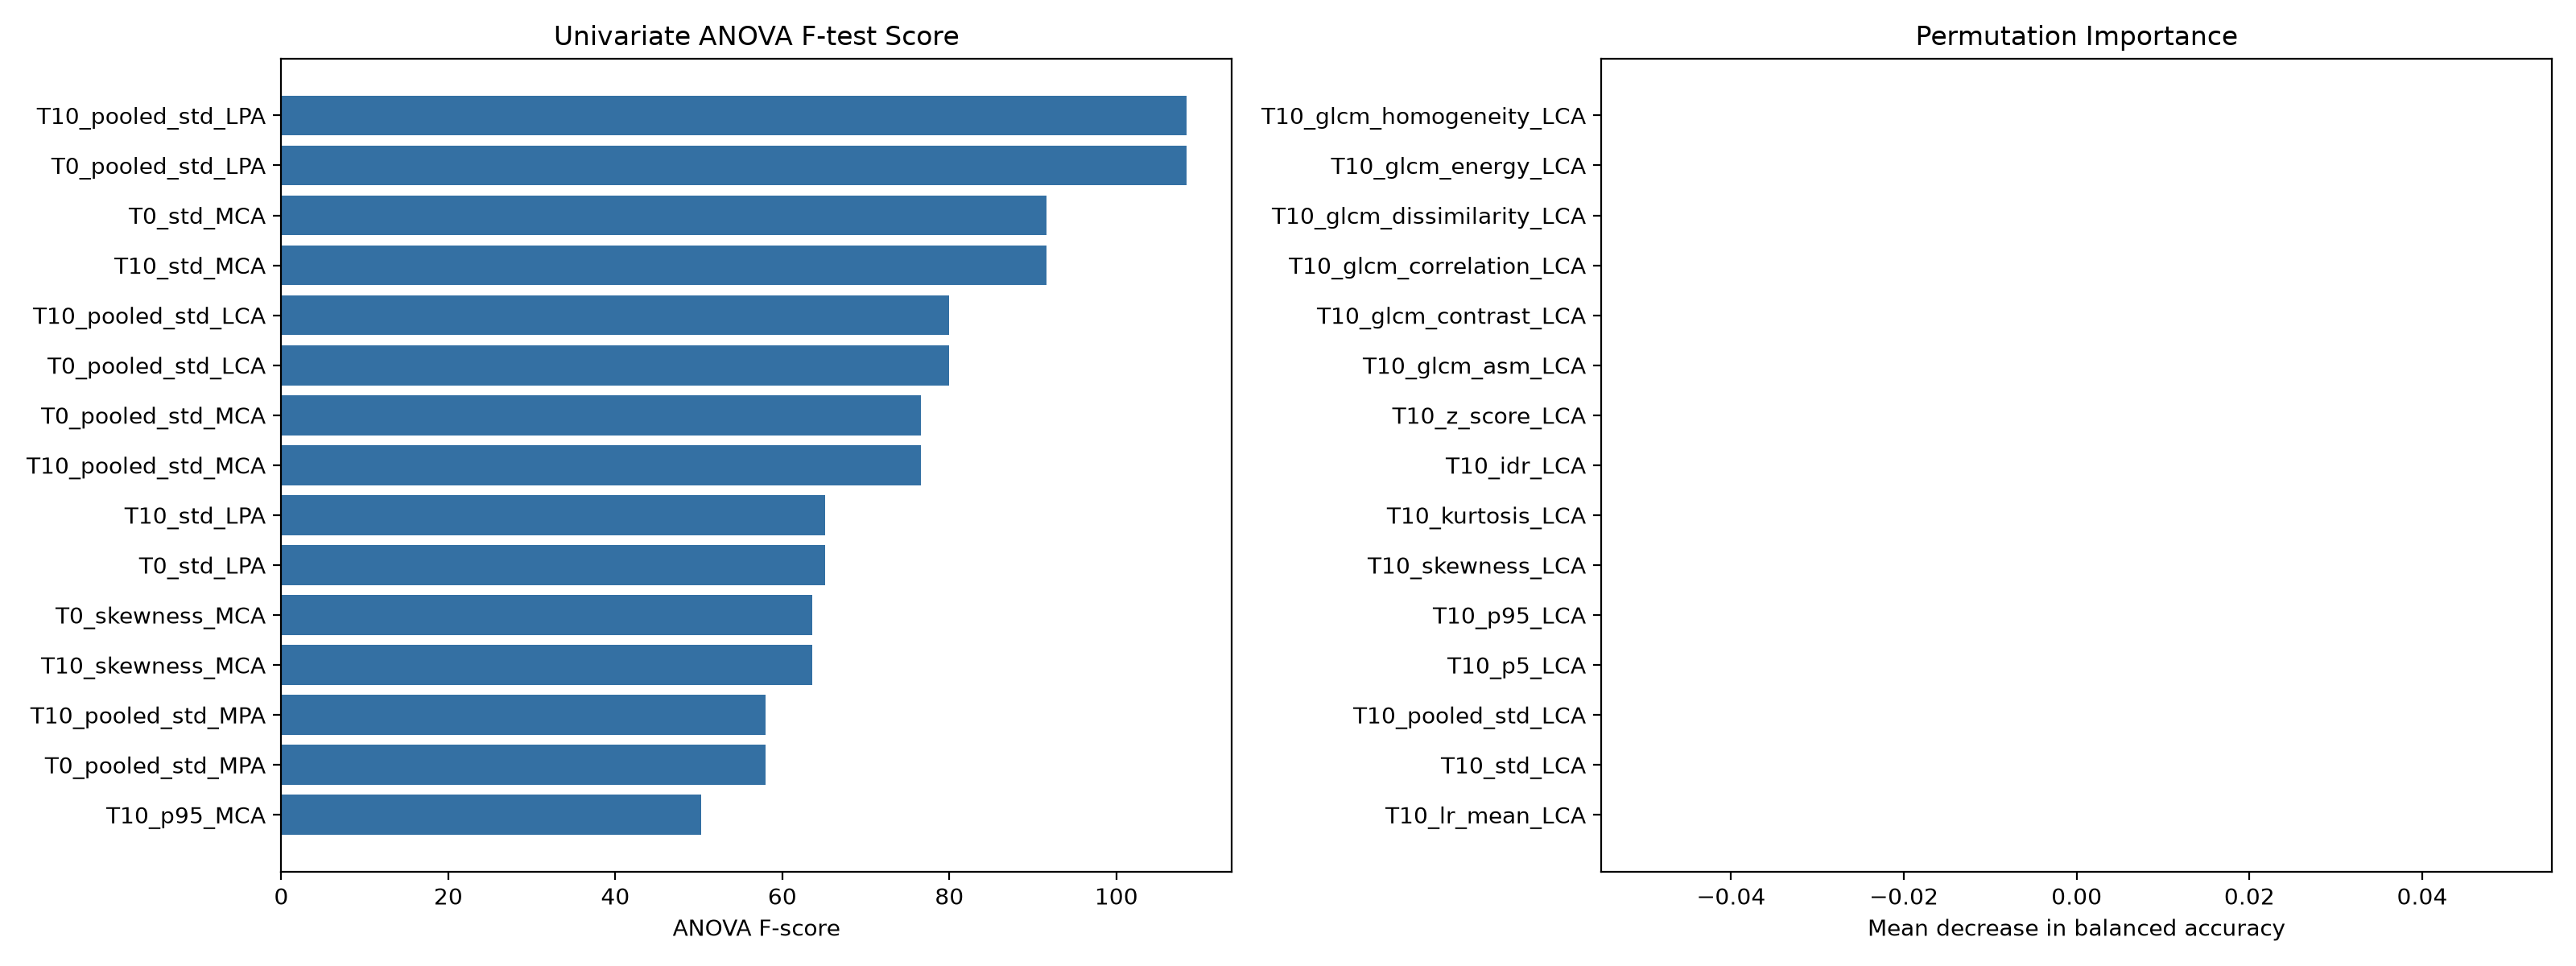 Univariate ANOVA F-test Score
T10_pooled_std_LPA
T0_pooled_std_LPA
T0_std_MCA
T10_std_MCA
T10_pooled_std_LCA
T0_pooled_std_LCA
T0_pooled_std_MCA
T10_pooled_std_MCA
T10_std_LPA
T0_std_LPA
T0_skewness_MCA
T10_skewness_MCA
T10_pooled_std_MPA
T0_pooled_std_MPA
T10_p95_MCA
0 20 40 60 80 100
ANOVA F-score
Permutation Importance
T10_glcm_homogeneity_LCA
T10_glcm_energy_LCA
T10_glcm_dissimilarity_LCA
T10_glcm_correlation_LCA
T10_glcm_contrast_LCA
T10_glcm_asm_LCA
T10_z_score_LCA
T10_idr_LCA
T10_kurtosis_LCA
T10_skewness_LCA
T10_p95_LCA
T10_p5_LCA
T10_pooled_std_LCA
T10_std_LCA
T10_lr_mean_LCA
−0.04 −0.02 0.00 0.02 0.04
Mean decrease in balanced accuracy